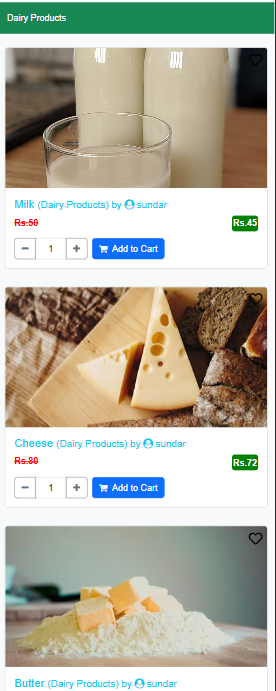 Dairy Products
Milk (Dairy Products) by sundar
Rs.50 Rs.45
− 1 + Add to Cart
Cheese (Dairy Products) by sundar
Rs.80 Rs.72
− 1 + Add to Cart
Butter (Dairy Products) by sundar